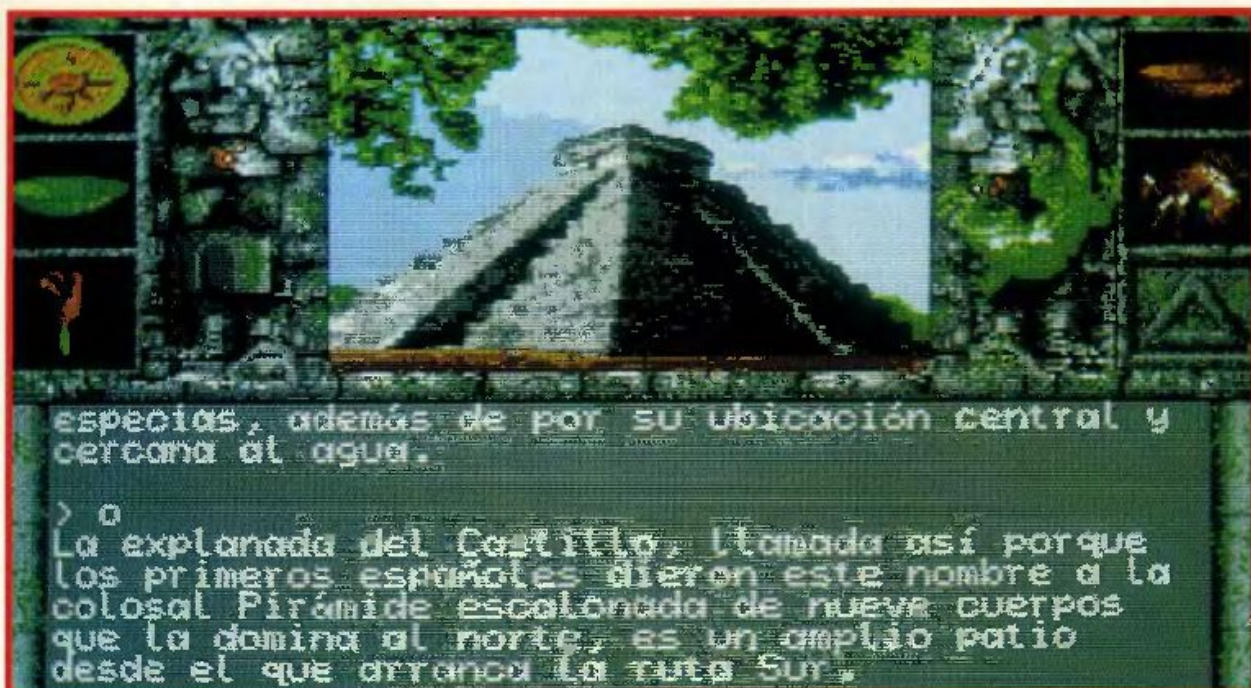 especias, además de por su ubicación central y
cercana al agua.
> o
La explanada del Castillo, llamada así porque
los primeros españoles dieron este nombre a la
colosal Pirámide escalonada de nueve cuerpos
que la domina al norte, es un amplio patio
desde el que arranca la ruta Sur,